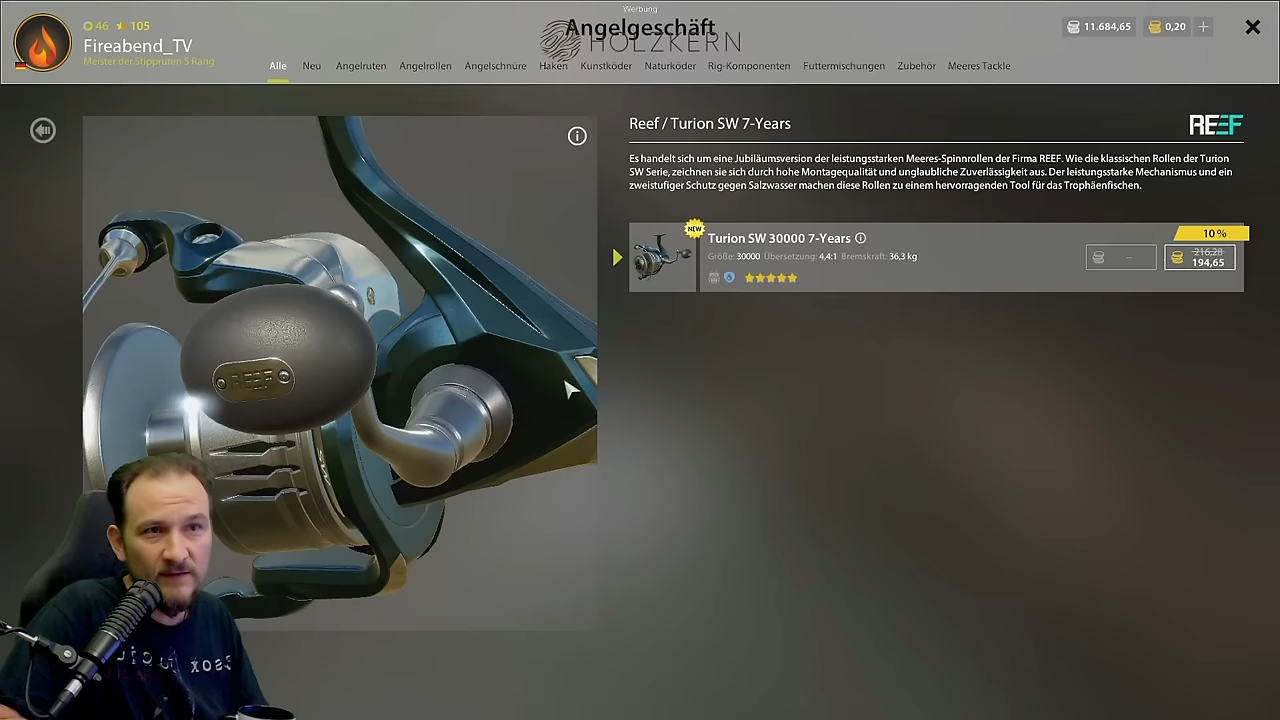 Werbung
Angelgeschäft
HOLZKERN
46 105
Fireabend_TV
Meister der Stippruten 5 Rang
11.684,65
0,20 +
Alle Neu Angelruten Angelrollen Angelschnüre Haken Kunstköder Naturköder Rig-Komponenten Futtermischungen Zubehör Meeres Tackle
Reef / Turion SW 7-Years
REEF
Es handelt sich um eine Jubiläumsversion der leistungsstarken Meeres-Spinnrollen der Firma REEF. Wie die klassischen Rollen der Turion
SW Serie, zeichnen sie sich durch hohe Montagequalität und unglaubliche Zuverlässigkeit aus. Der leistungsstarke Mechanismus und ein
zweistufiger Schutz gegen Salzwasser machen diese Rollen zu einem hervorragenden Tool für das Trophäenfischen.
NEW
Turion SW 30000 7-Years
10%
Größe: 30000 Übersetzung: 4,4:1 Bremskraft: 36,3 kg
–
216,28
194,65
REEF